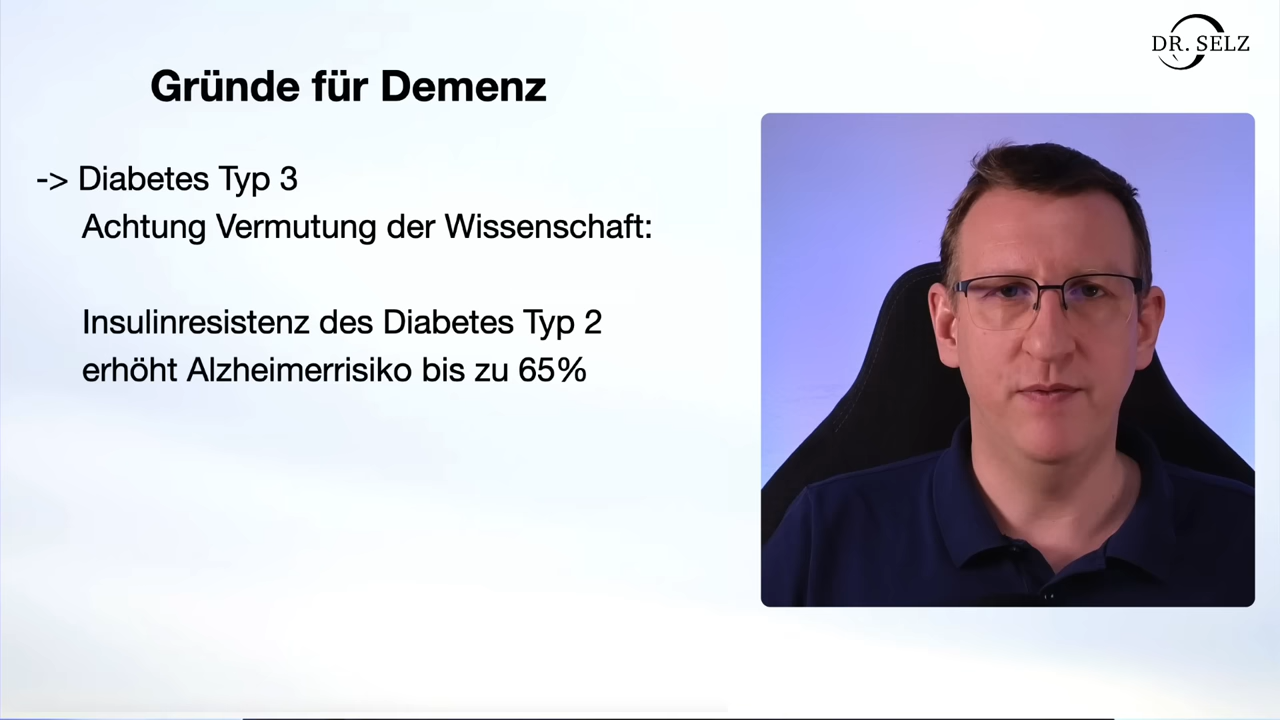 DR. SELZ
Gründe für Demenz
-> Diabetes Typ 3
Achtung Vermutung der Wissenschaft:
Insulinresistenz des Diabetes Typ 2
erhöht Alzheimerrisiko bis zu 65%